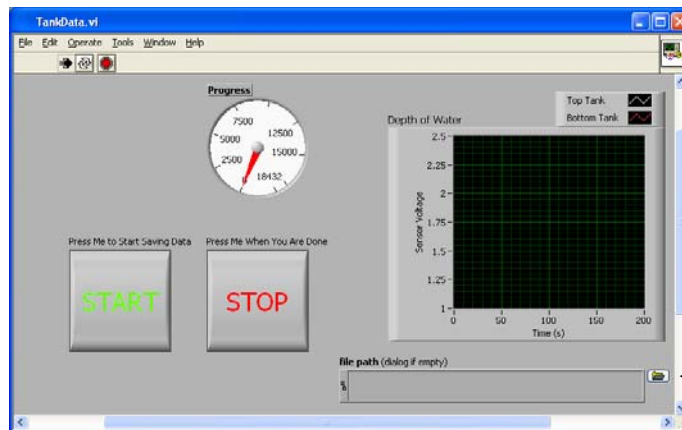 TankData.vi
File Edit Operate Tools Window Help
Progress
7500
12500
5000
15000
2500
0
18432
Top Tank
Bottom Tank
Depth of Water
2.5
2.25
2
1.75
1.5
1.25
1
Sensor Voltage
0 50 100 150 200
Time (s)
Press Me to Start Saving Data
Press Me When You Are Done
START
STOP
file path (dialog if empty)